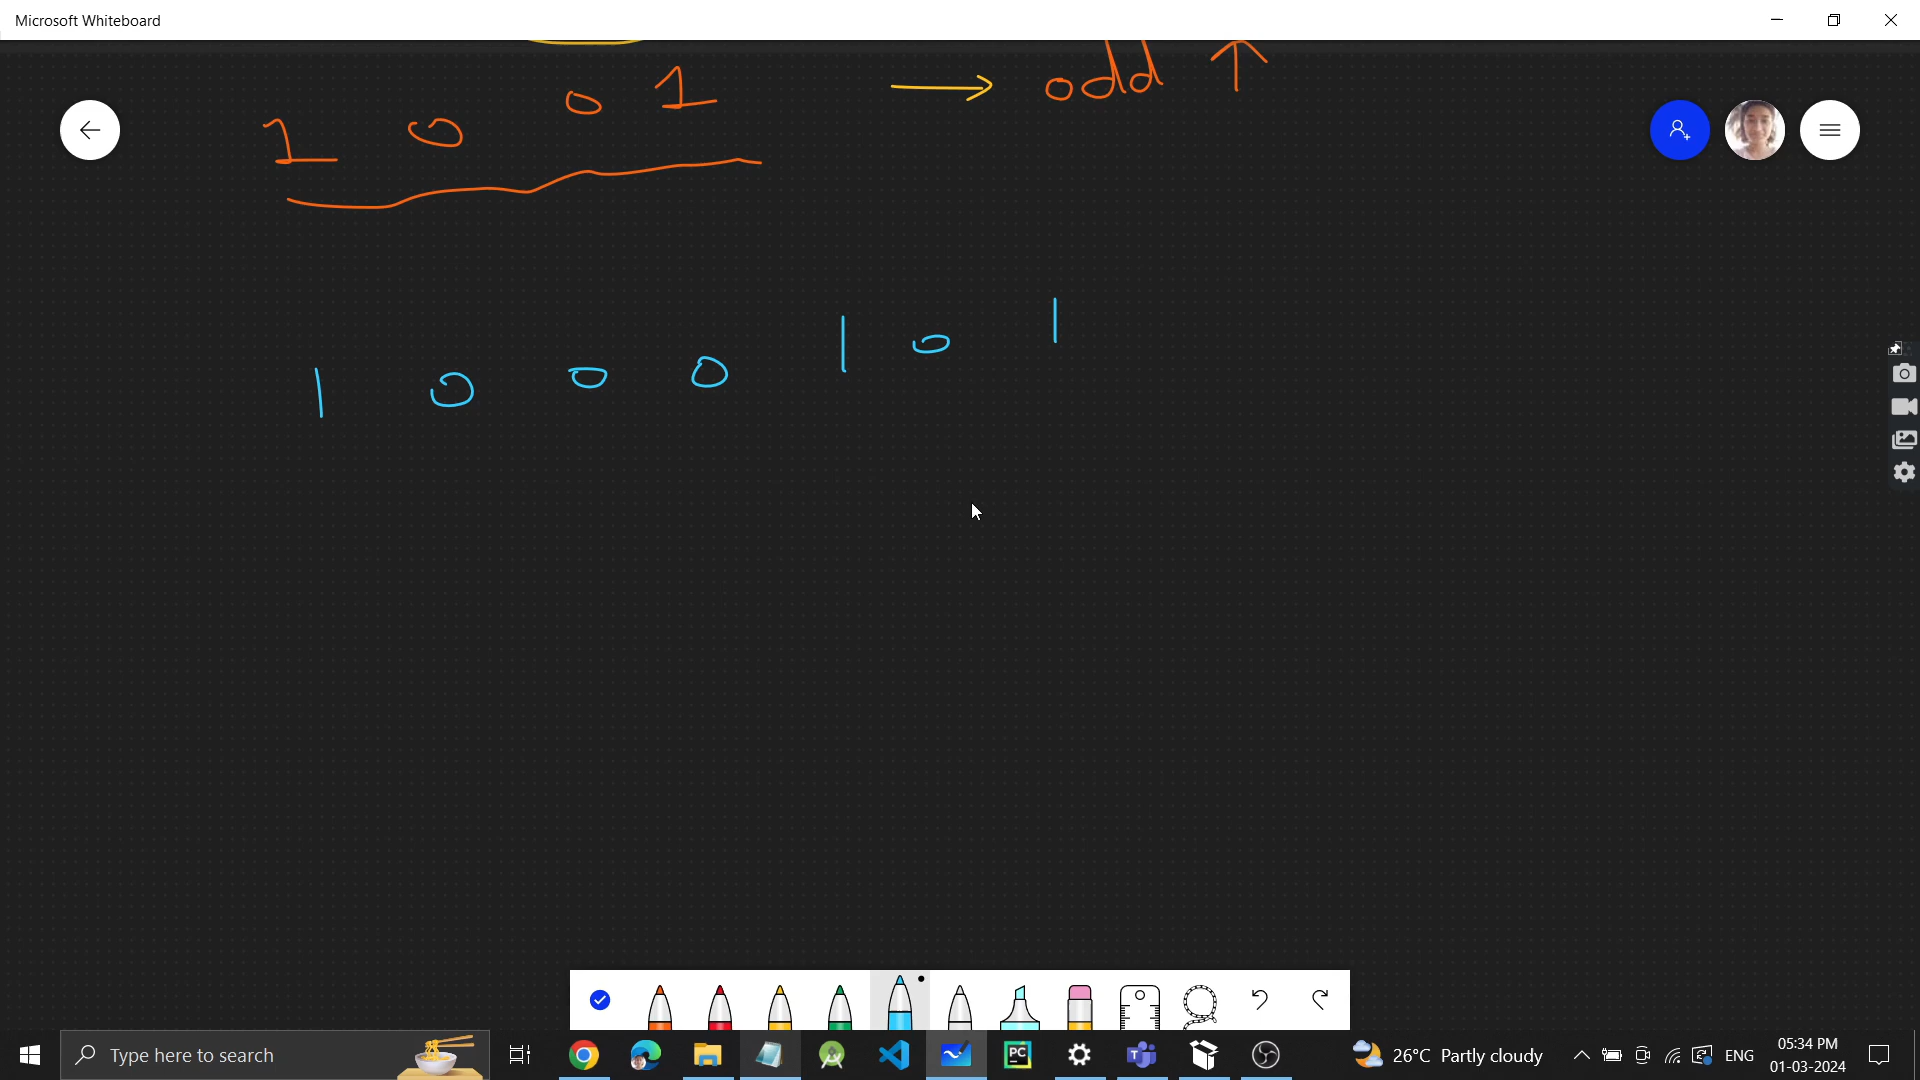 Microsoft Whiteboard
1 0 0 1 → odd ↑
1 0 0 0 1 0 1
Type here to search
PC
26°C Partly cloudy
ENG
05:34 PM
01-03-2024